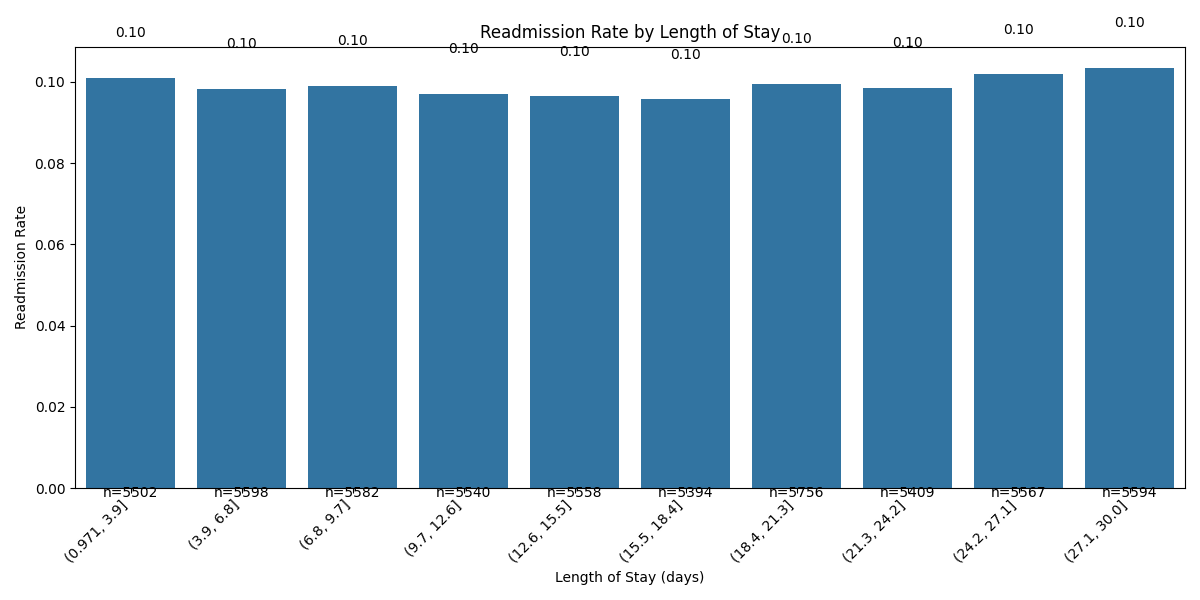 Readmission Rate by Length of Stay
0.10
0.10
0.10
0.10
0.10
0.10
0.10
0.10
0.10
0.10
Readmission Rate
0.10
0.08
0.06
0.04
0.02
0.00
n=5502
n=5598
n=5582
n=5540
n=5558
n=5394
n=5756
n=5409
n=5567
n=5594
(0.971, 3.9]
(3.9, 6.8]
(6.8, 9.7]
(9.7, 12.6]
(12.6, 15.5]
(15.5, 18.4]
(18.4, 21.3]
(21.3, 24.2]
(24.2, 27.1]
(27.1, 30.0]
Length of Stay (days)